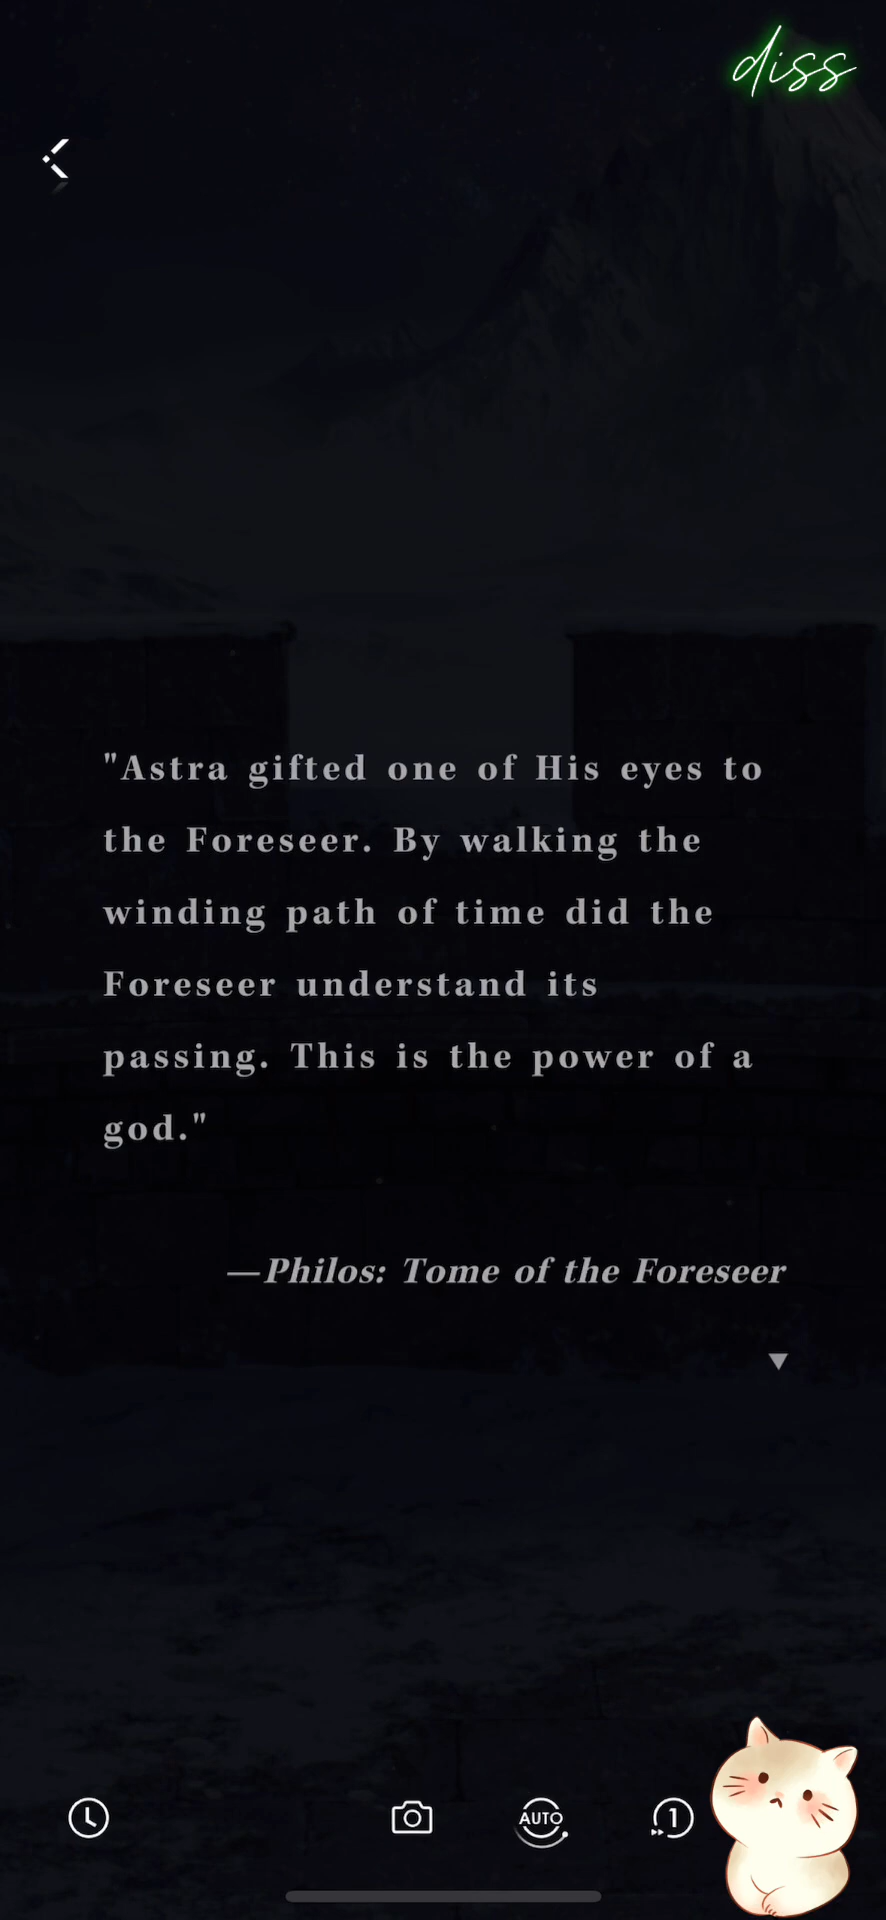 diss
"Astra gifted one of His eyes to
the Foreseer. By walking the
winding path of time did the
Foreseer understand its
passing. This is the power of a
god."
—Philos: Tome of the Foreseer
AUTO
1